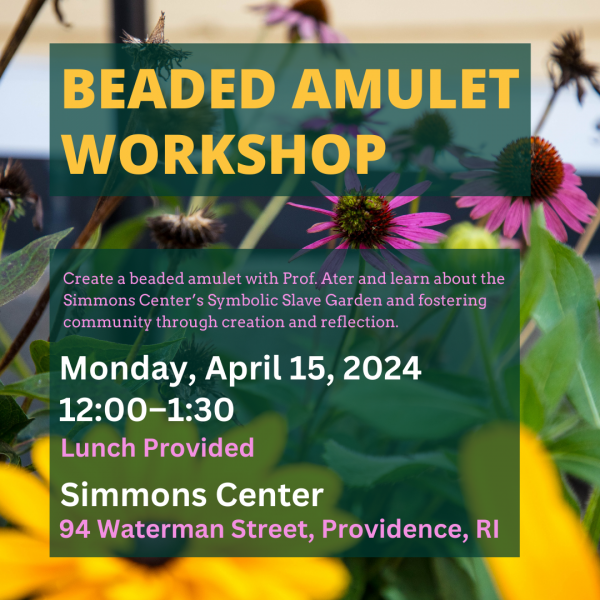 BEADED AMULET
WORKSHOP
Create a beaded amulet with Prof. Ater and learn about the
Simmons Center’s Symbolic Slave Garden and fostering
community through creation and reflection.
Monday, April 15, 2024
12:00–1:30
Lunch Provided
Simmons Center
94 Waterman Street, Providence, RI